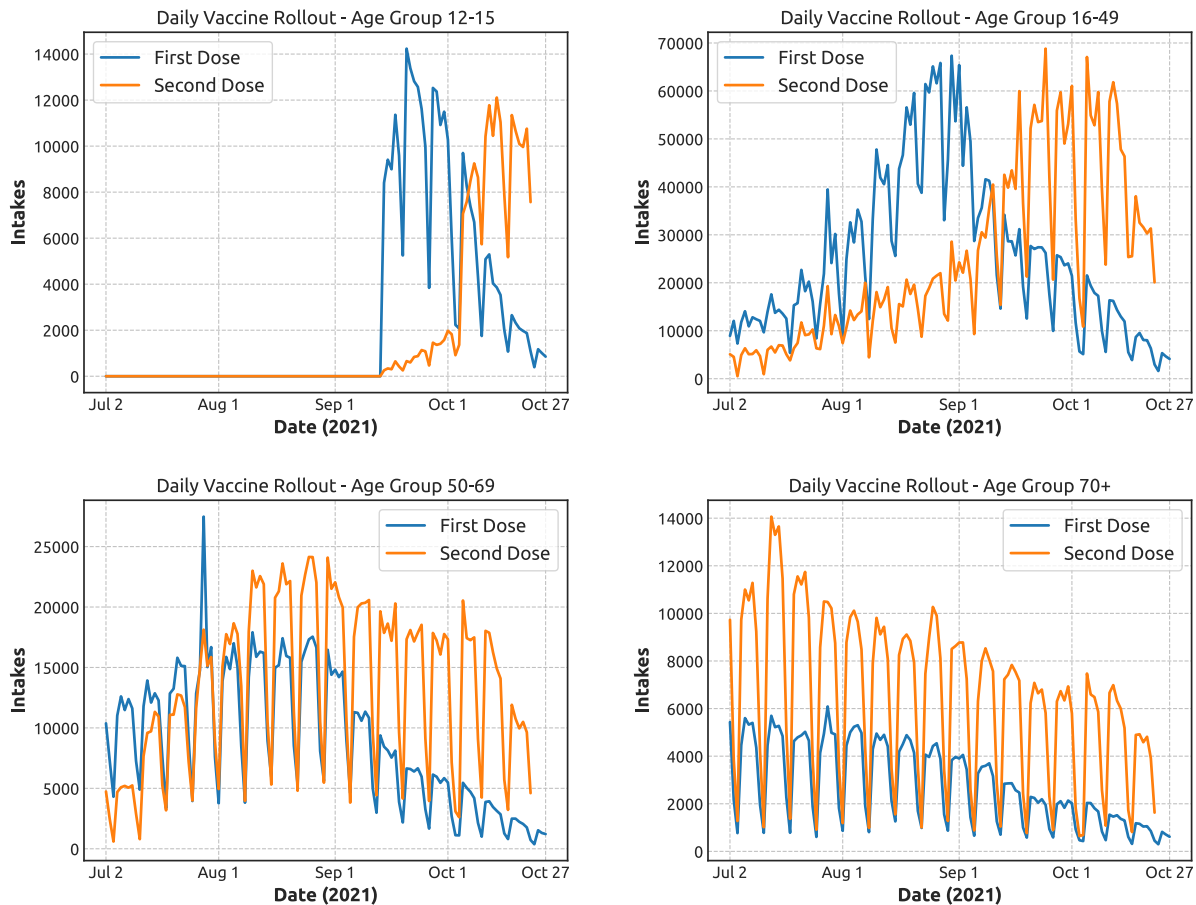 Daily Vaccine Rollout - Age Group 12-15
First Dose
Second Dose
14000
12000
10000
8000
6000
4000
2000
0
Intakes
Jul 2
Aug 1
Sep 1
Oct 1
Oct 27
Date (2021)
Daily Vaccine Rollout - Age Group 16-49
First Dose
Second Dose
70000
60000
50000
40000
30000
20000
10000
0
Intakes
Jul 2
Aug 1
Sep 1
Oct 1
Oct 27
Date (2021)
Daily Vaccine Rollout - Age Group 50-69
First Dose
Second Dose
25000
20000
15000
10000
5000
0
Intakes
Jul 2
Aug 1
Sep 1
Oct 1
Oct 27
Date (2021)
Daily Vaccine Rollout - Age Group 70+
First Dose
Second Dose
14000
12000
10000
8000
6000
4000
2000
0
Intakes
Jul 2
Aug 1
Sep 1
Oct 1
Oct 27
Date (2021)